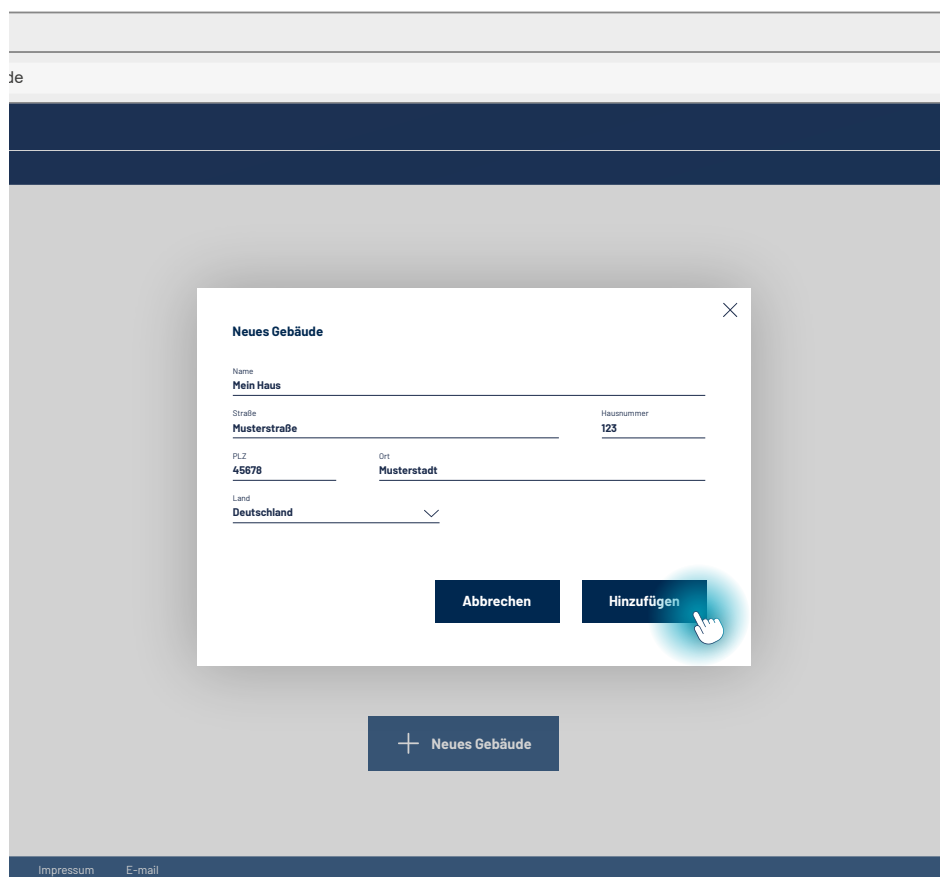 de
Neues Gebäude
Name
Mein Haus
Straße Hausnummer
Musterstraße 123
PLZ Ort
45678 Musterstadt
Land
Deutschland
Abbrechen Hinzufügen
Neues Gebäude
Impressum E-mail